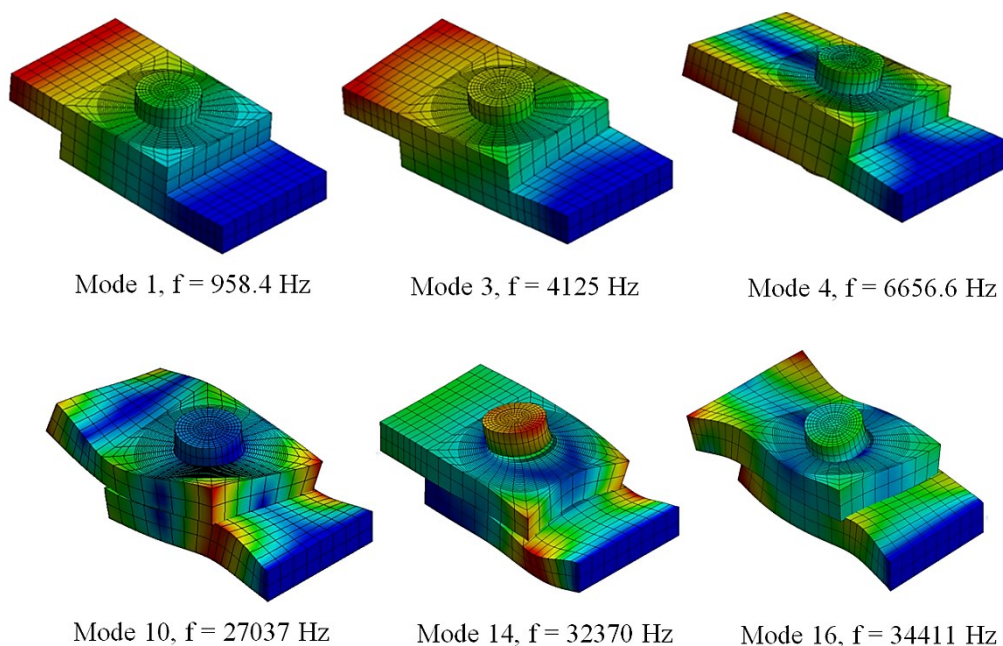 Mode 1, f = 958.4 Hz
Mode 3, f = 4125 Hz
Mode 4, f = 6656.6 Hz
Mode 10, f = 27037 Hz
Mode 14, f = 32370 Hz
Mode 16, f = 34411 Hz